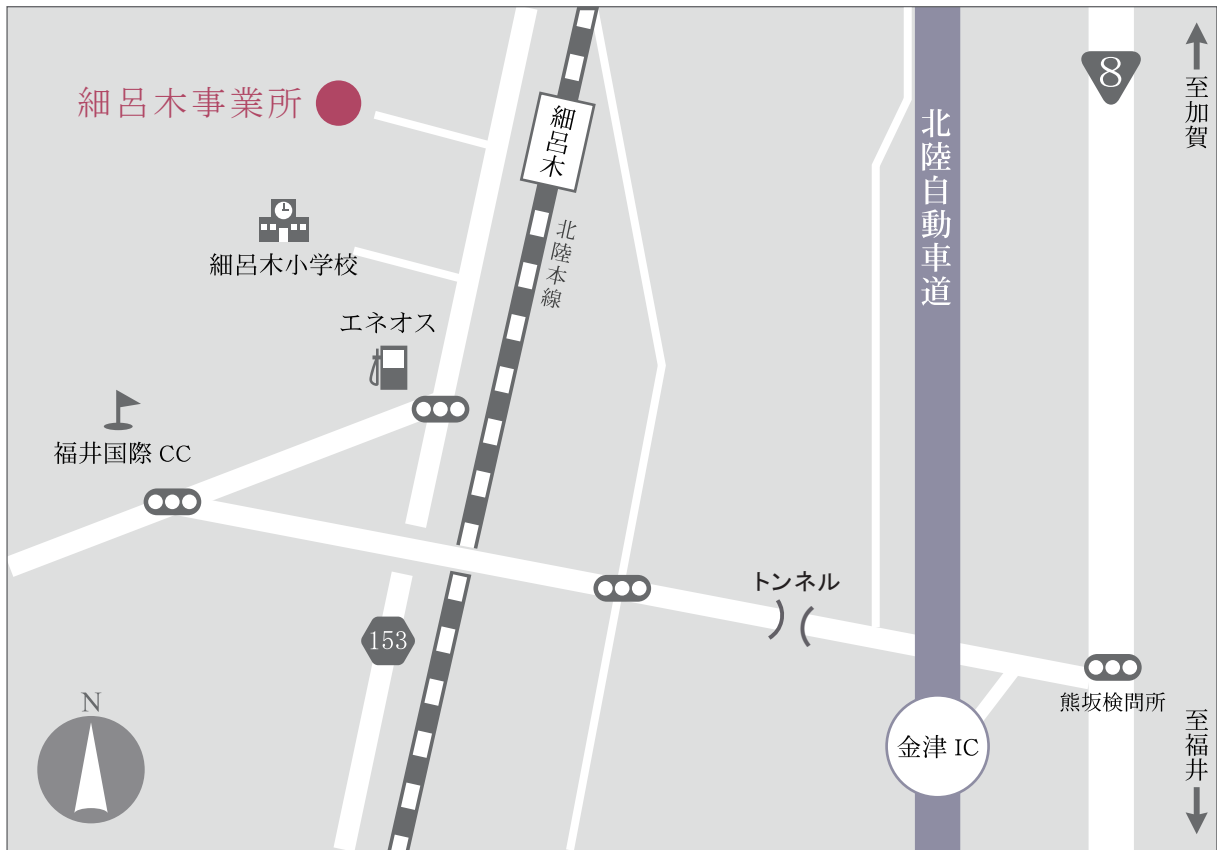 細呂木事業所
細呂木
8
至加賀
北陸自動車道
細呂木小学校
北陸本線
エネオス
福井国際 CC
トンネル
153
熊坂検問所
N
金津 IC
至福井